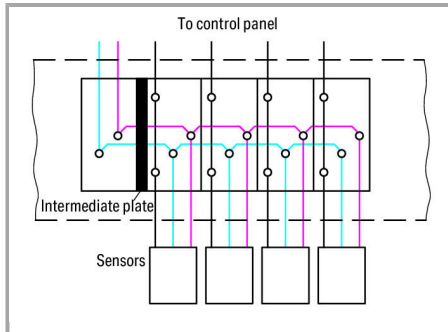 To control panel
Intermediate plate
Sensors